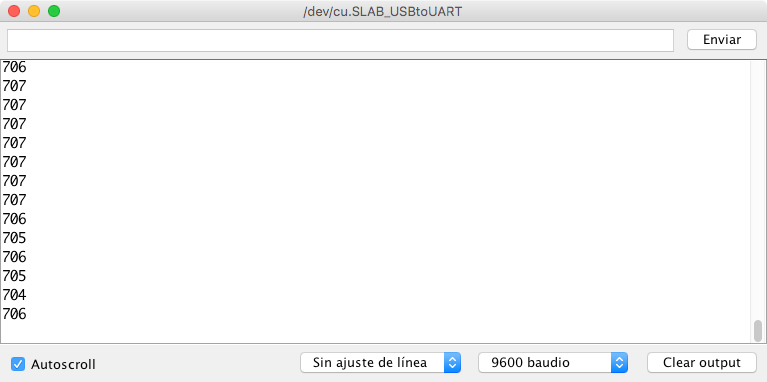 /dev/cu.SLAB_USBtoUART
Enviar
706
707
707
707
707
707
707
707
706
705
706
705
704
706
Autoscroll
Sin ajuste de línea
9600 baudio
Clear output